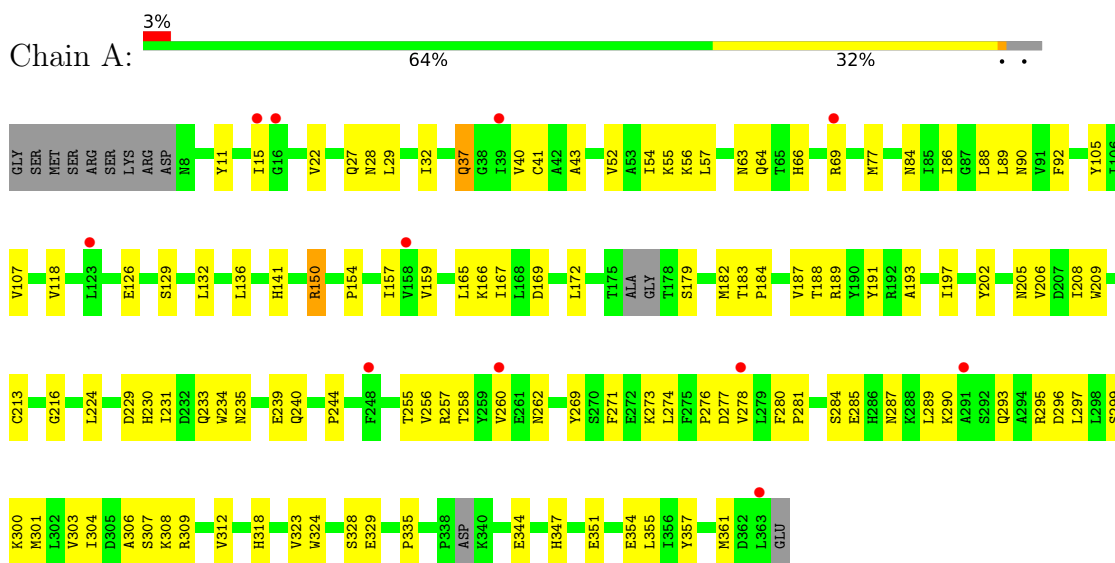 3%
Chain A:
64% 32% • •
GLY SER MET SER ARG SER LYS ARG ASP N8 Y11 I15 G16 V22 Q27 N28 L29 I32 Q37 G38 I39 V40 C41 A42 A43 V52 A53 I54 K55 K56 L57 N63 Q64 T65 H66 R69 M77 N84 I85 I86 G87 L88 L89 N90 V91 F92 Y105 I106
V107 V118 L123 E126 S129 L132 L136 H141 R150 P154 I157 V158 V159 L165 K166 I167 L168 D169 L172 T175 ALA GLY T178 S179 M182 T183 P184 V187 T188 R189 Y190 Y191 R192 A193 I197 Y202 N205 V206 D207 I208 W209
C213 G216 L224 D229 H230 I231 D232 Q233 W234 N235 E239 Q240 P244 F248 T255 V256 R257 T258 Y259 V260 E261 N262 Y269 S270 F271 E272 K273 L274 F275 P276 D277 V278 L279 F280 P281 S284 E285 H286 N287 K288 L289 K290 A291 S292 Q293 A294 R295 D296 L297 L298 S299
K300 M301 L302 V303 I304 D305 A306 S307 K308 R309 V312 H318 V323 W324 S328 E329 P335 P338 ASP K340 E344 H347 E351 E354 L355 I356 Y357 M361 D362 L363 GLU